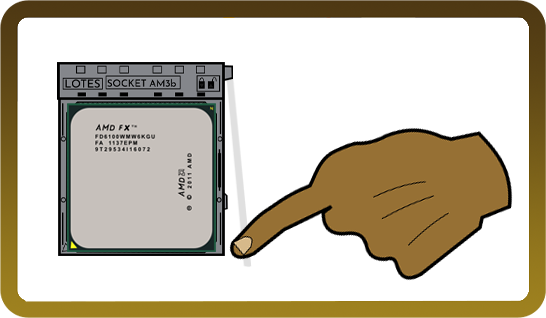 LOTES SOCKET AM3b
AMD FX™
FD6100WMW6KGU
FA 1137EPM
9T29534I16072
AMD
® © 2011 AMD